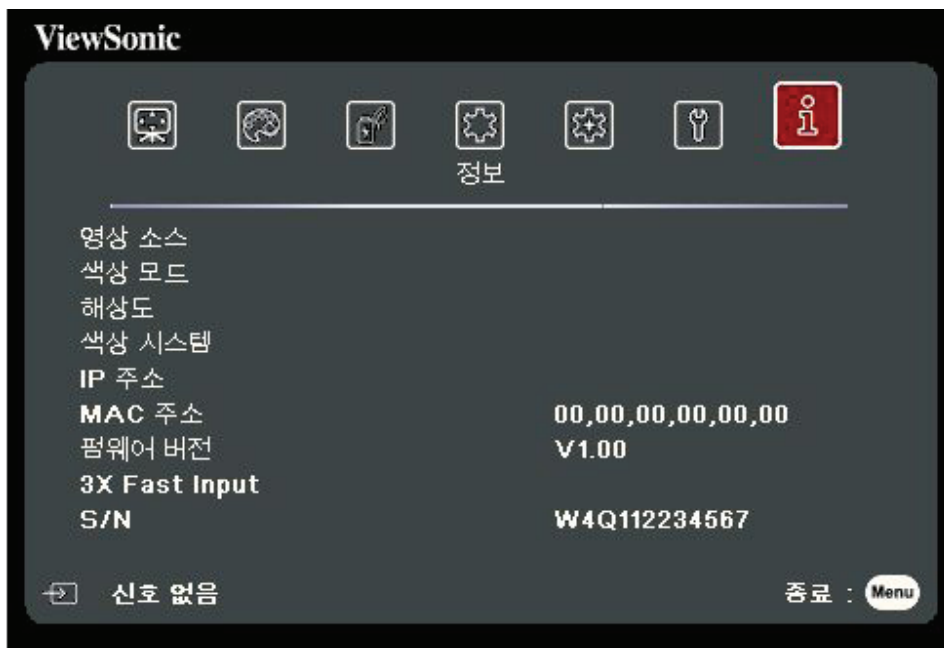 ViewSonic
정보
영상 소스
색상 모드
해상도
색상 시스템
IP 주소
MAC 주소 00,00,00,00,00,00
펌웨어 버전 V1.00
3X Fast Input
S/N W4Q112234567
신호 없음 종료 : Menu